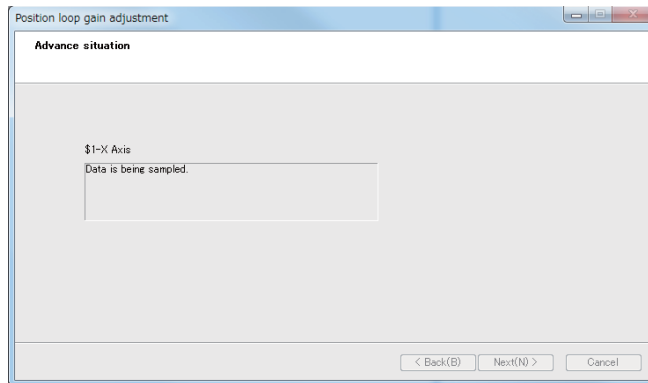 Position loop gain adjustment
Advance situation
$1-X Axis
Data is being sampled.
< Back(B) Next(N) > Cancel